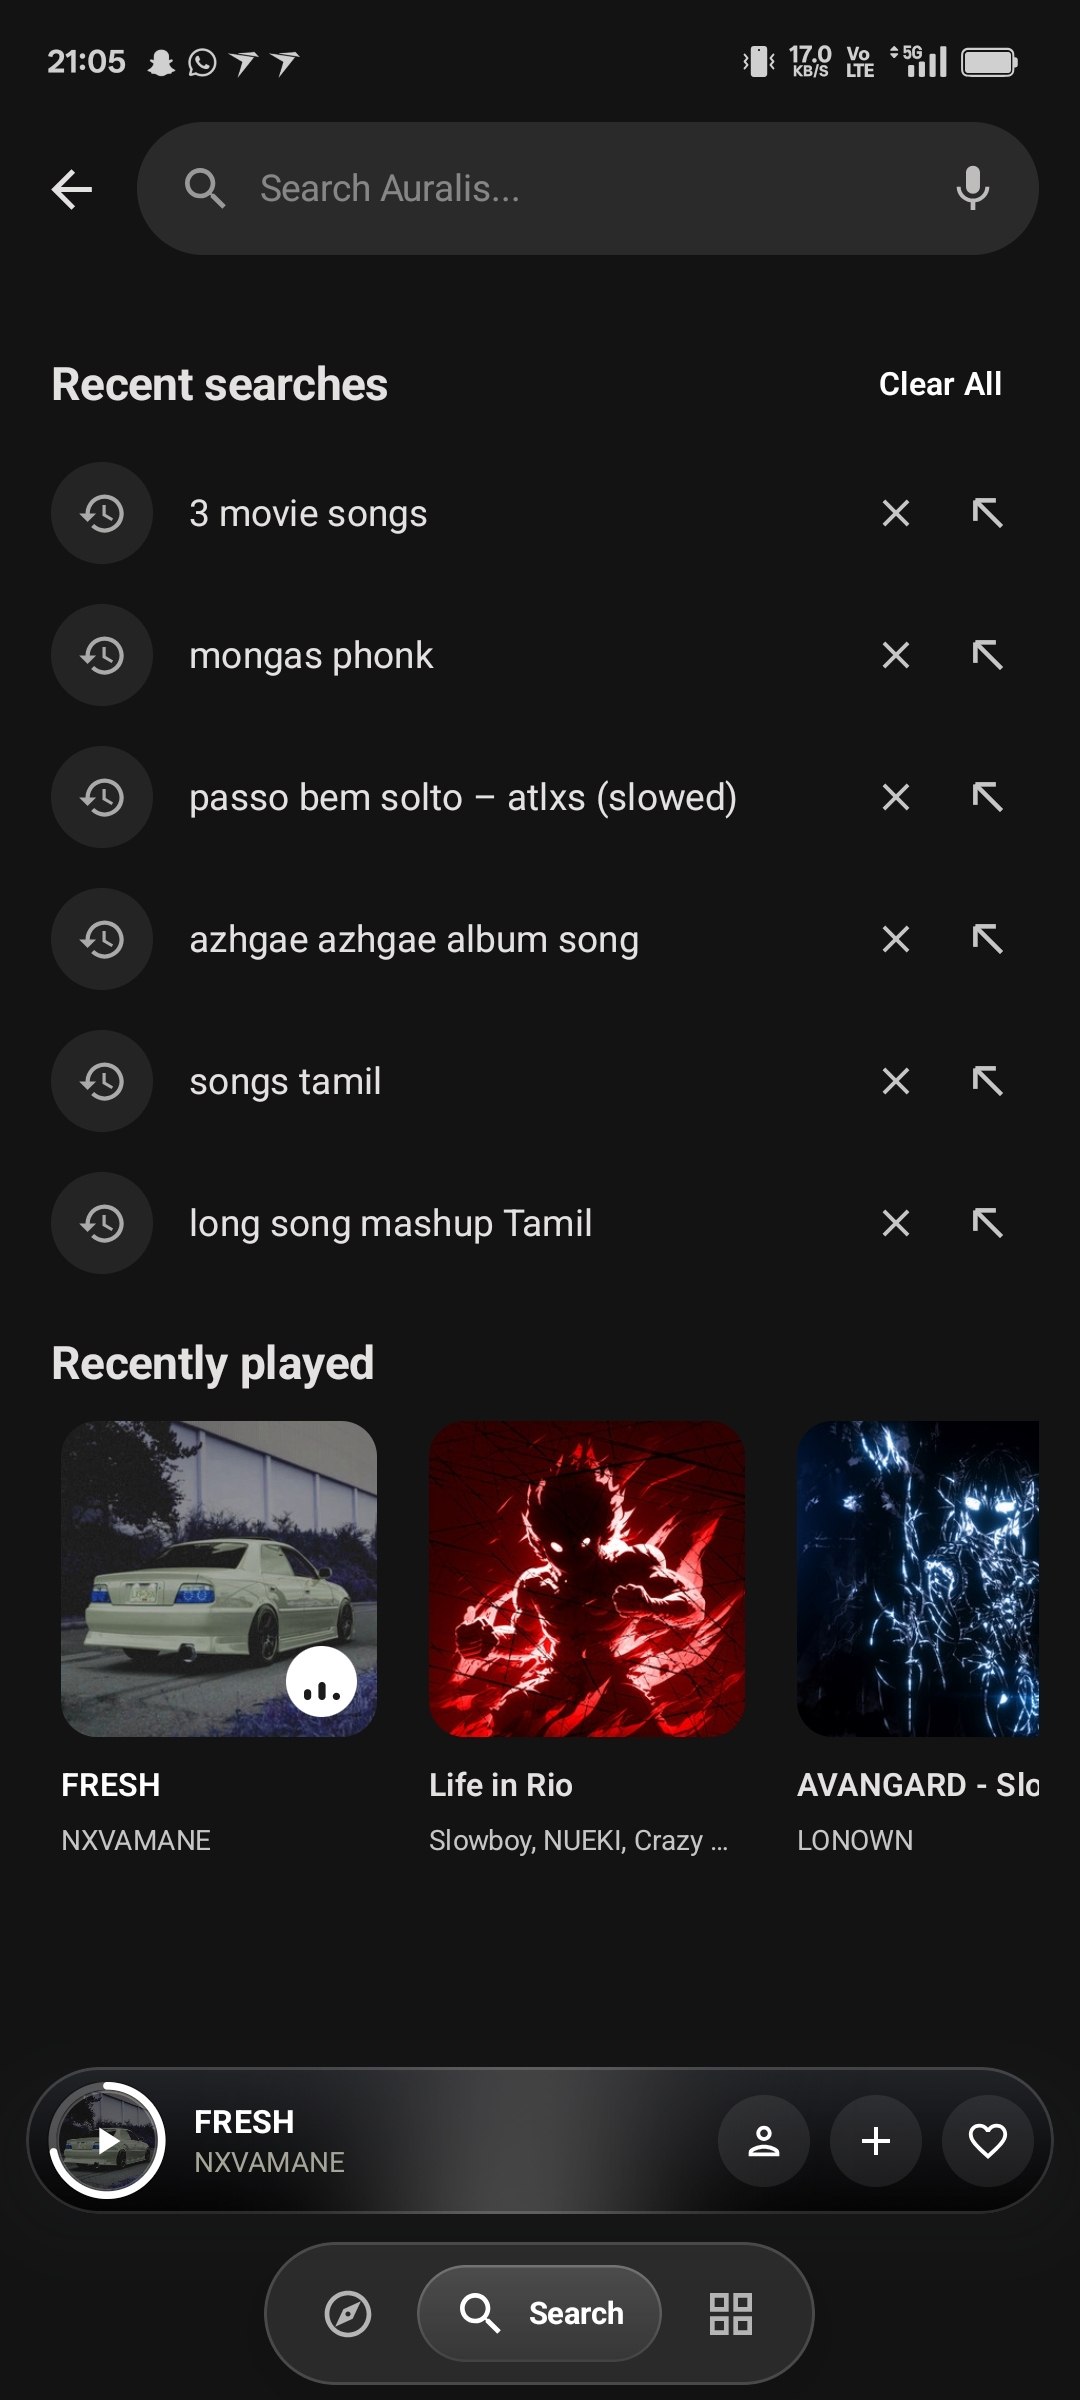 21:05
17.0
KB/S
Vo
LTE
5G
Search Auralis...
Recent searches
Clear All
3 movie songs
mongas phonk
passo bem solto – atlxs (slowed)
azhgae azhgae album song
songs tamil
long song mashup Tamil
Recently played
FRESH
NXVAMANE
Life in Rio
Slowboy, NUEKI, Crazy ...
AVANGARD - Slo
LONOWN
FRESH
NXVAMANE
Search